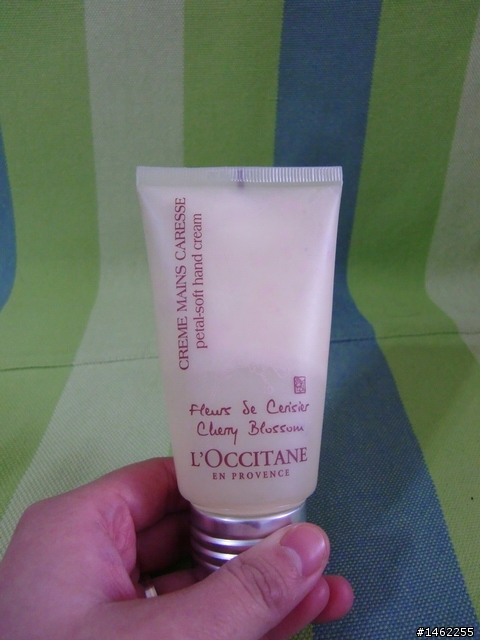 CREME MAINS CARESSE
petal-soft hand cream
Fleurs de Cerisier
Cherry Blossom
L'OCCITANE
EN PROVENCE
#1462255